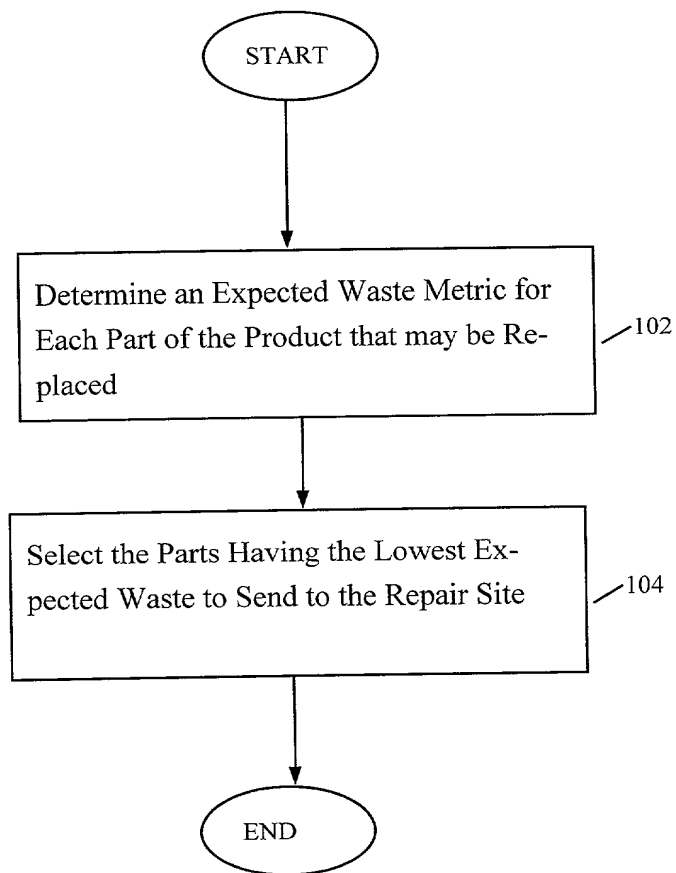 START
Determine an Expected Waste Metric for
Each Part of the Product that may be Re-
placed
102
Select the Parts Having the Lowest Ex-
pected Waste to Send to the Repair Site
104
END